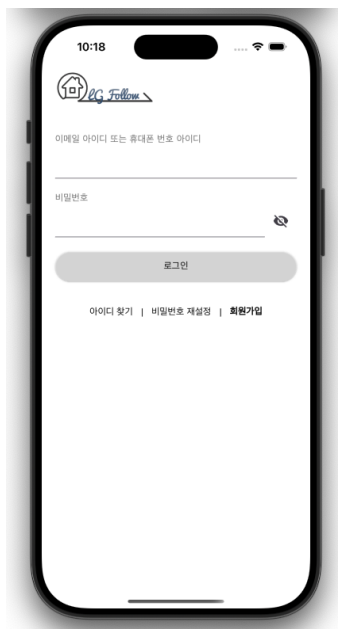 10:18
LG Follow
이메일 아이디 또는 휴대폰 번호 아이디
비밀번호
로그인
아이디 찾기 | 비밀번호 재설정 | 회원가입